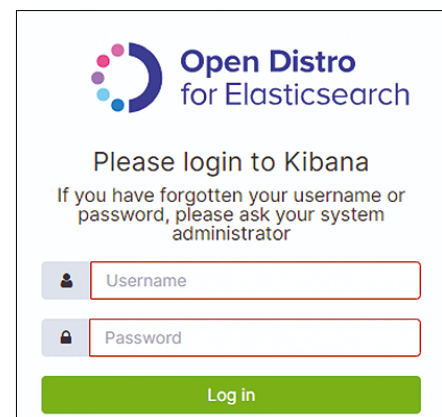 Open Distro
for Elasticsearch
Please login to Kibana
If you have forgotten your username or
password, please ask your system
administrator
Username
Password
Log in